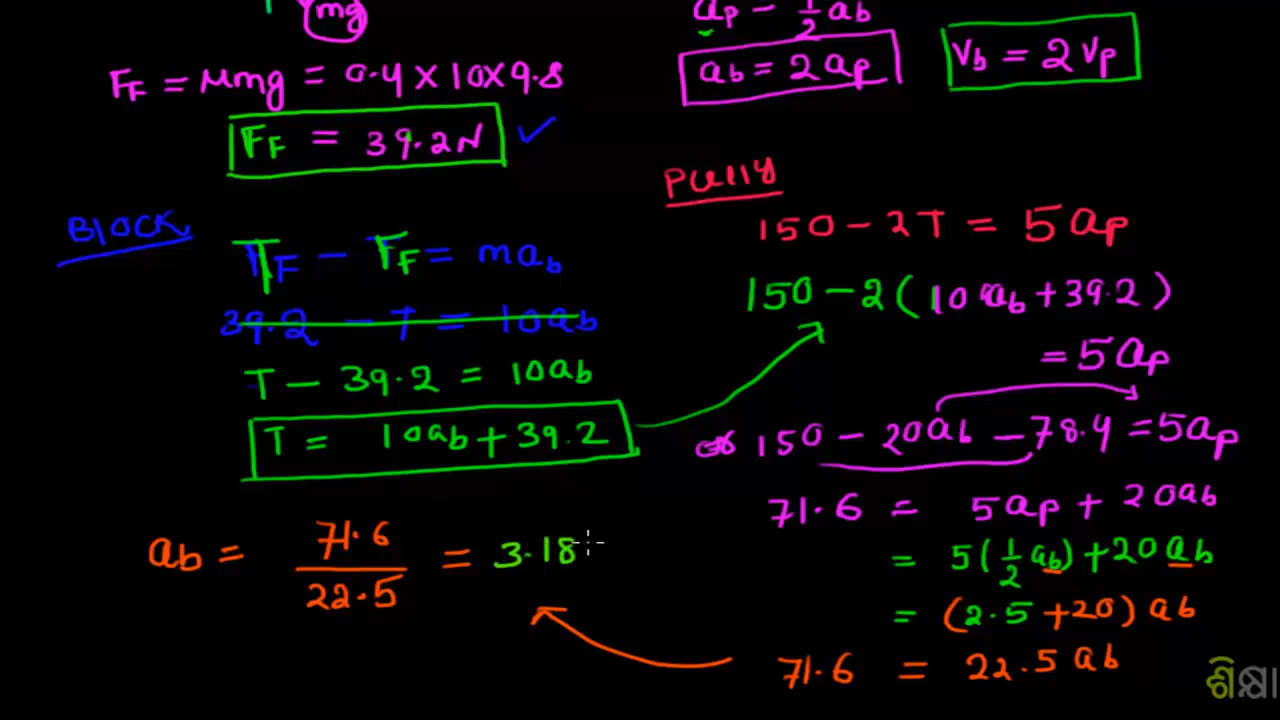 mg
FF = μmg = 0.4 × 10 × 9.8
FF = 39.2N ✓
Block
T - FF = mab
39.2 - T = 10ab
T - 39.2 = 10ab
T = 10ab + 39.2
ab = 71.6 / 22.5 = 3.18
ap - 1/2 ab
ab = 2ap
Vb = 2Vp
Pully
150 - 2T = 5ap
150 - 2(10ab + 39.2)
= 5ap
150 - 20ab - 78.4 = 5ap
71.6 = 5ap + 20ab
= 5(1/2 ab) + 20ab
= (2.5 + 20) ab
71.6 = 22.5 ab
ଶିକ୍ଷା